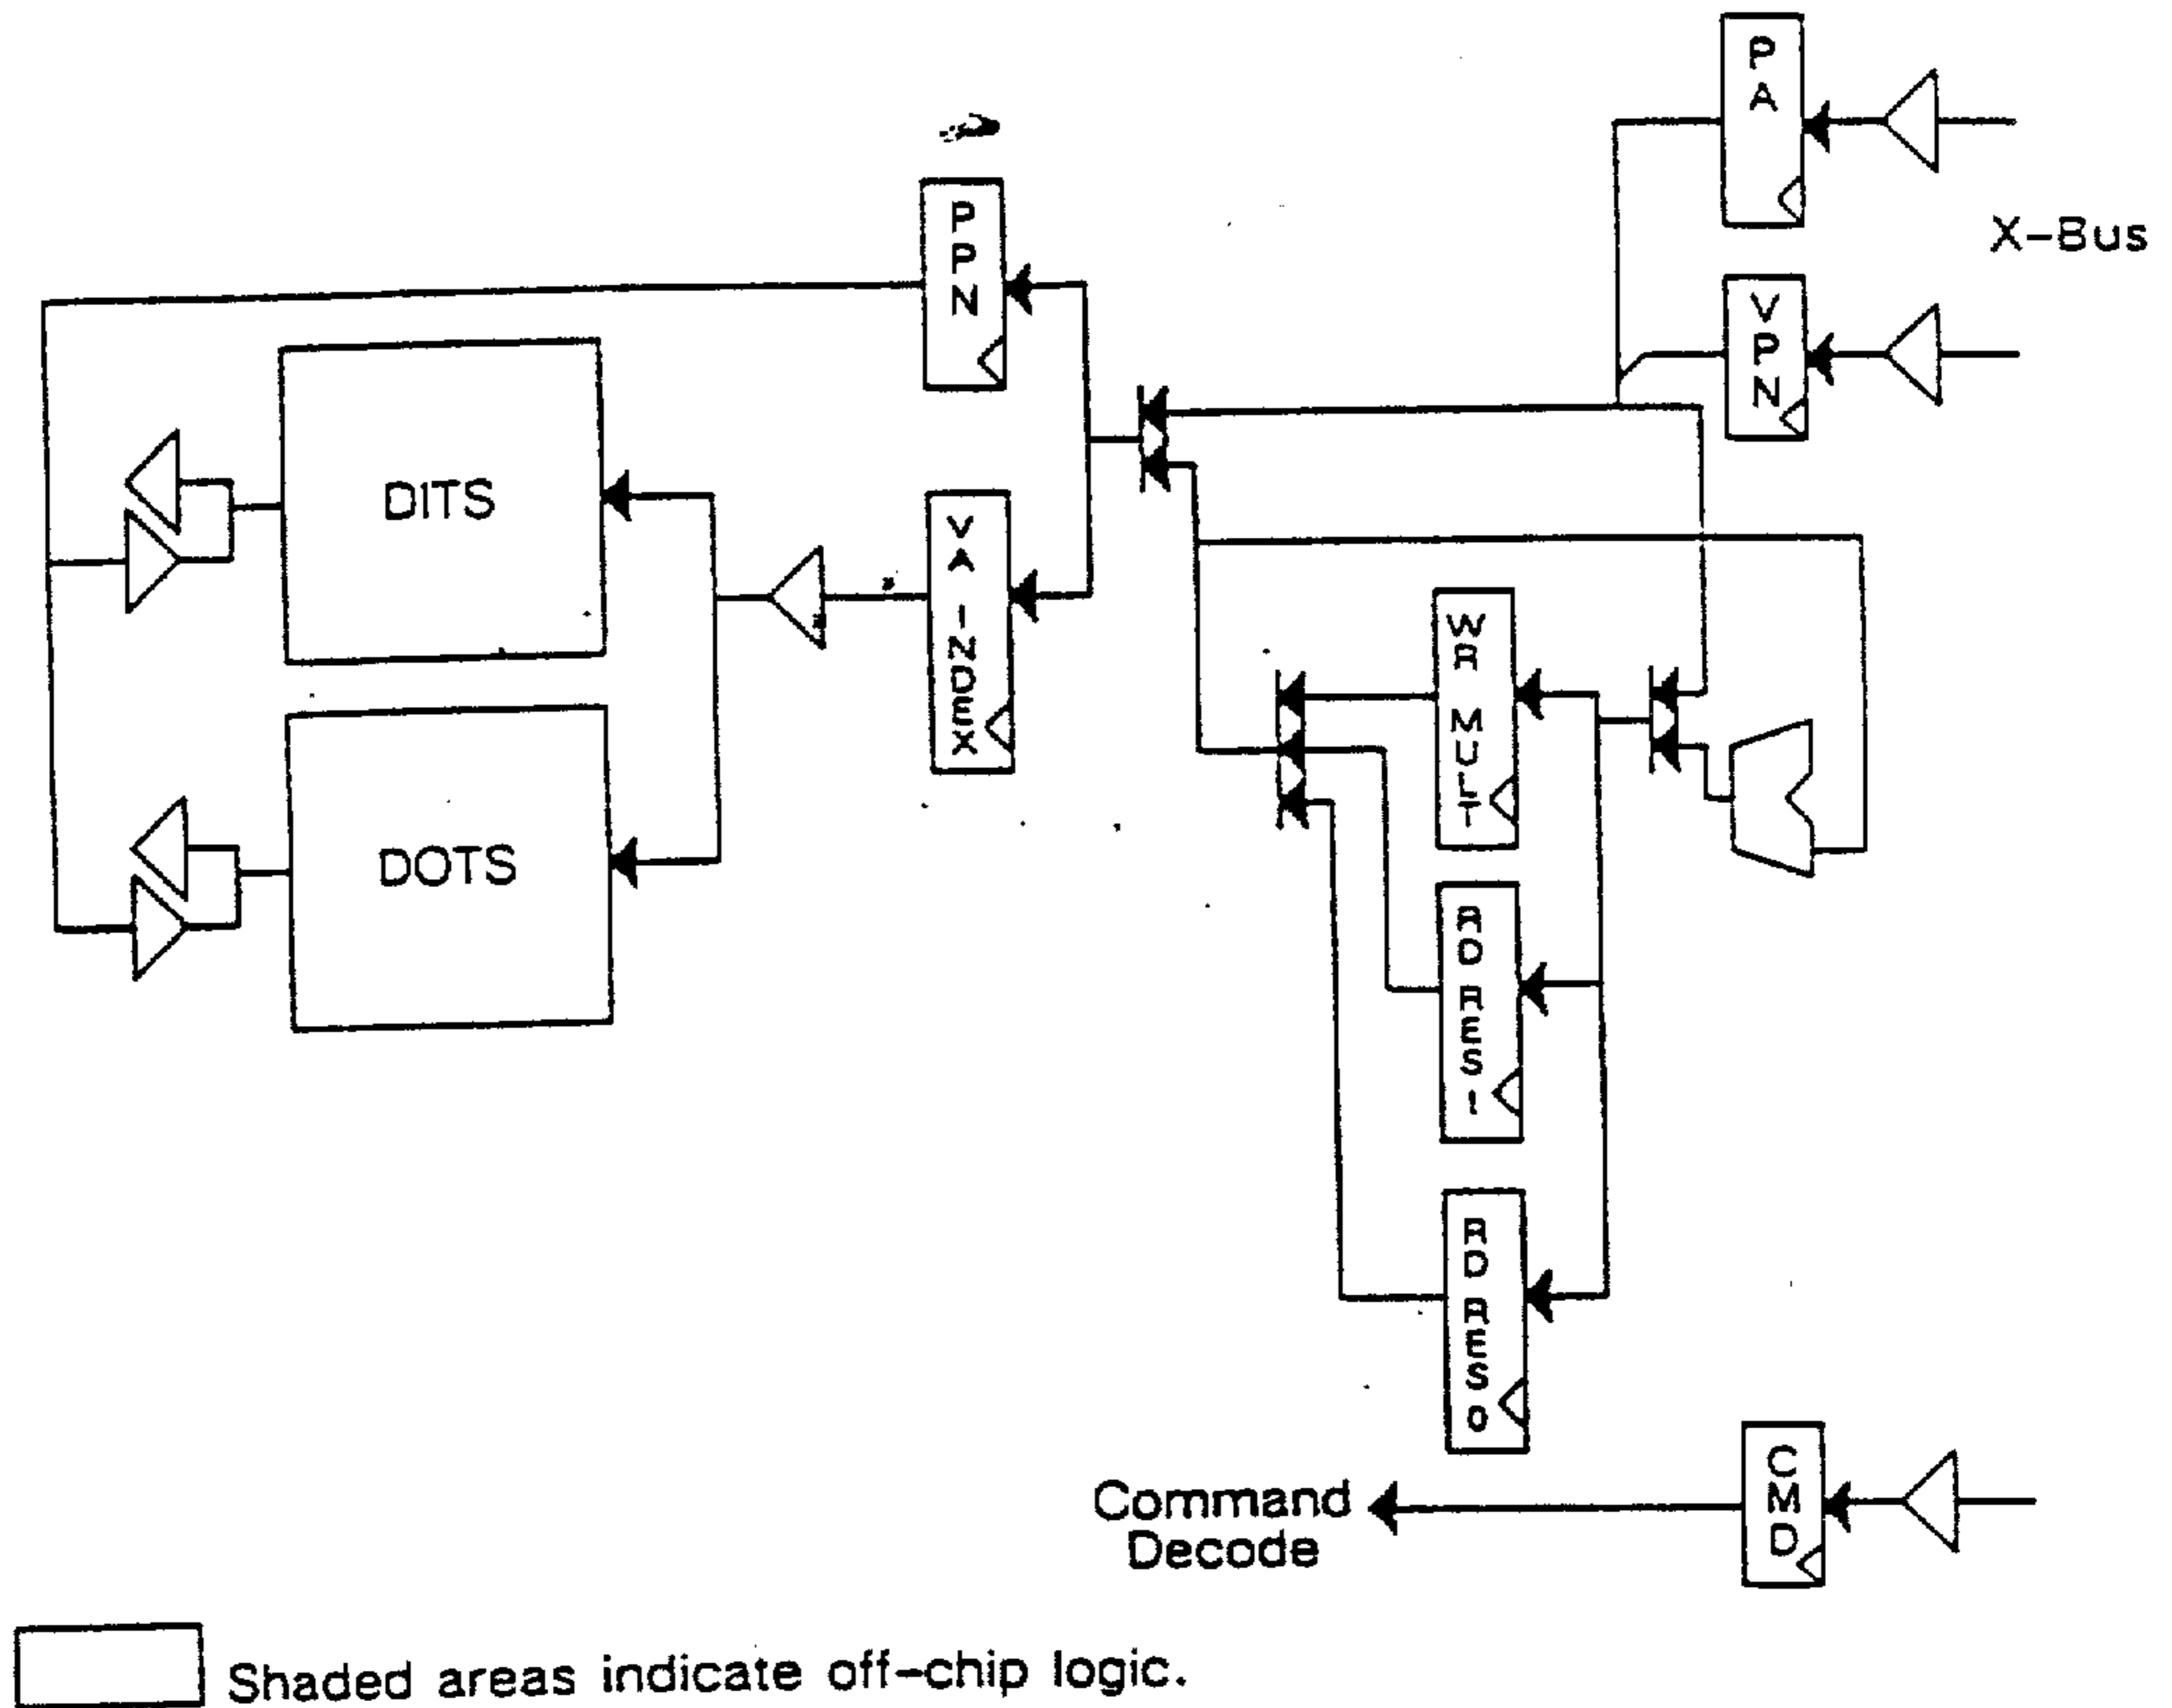 PA
X-Bus
PPN
VPN
DITS
VA INDEX
WR MULT
DOTS
RD RES 1
RD RES 0
CMD
Command
Decode
Shaded areas indicate off-chip logic.